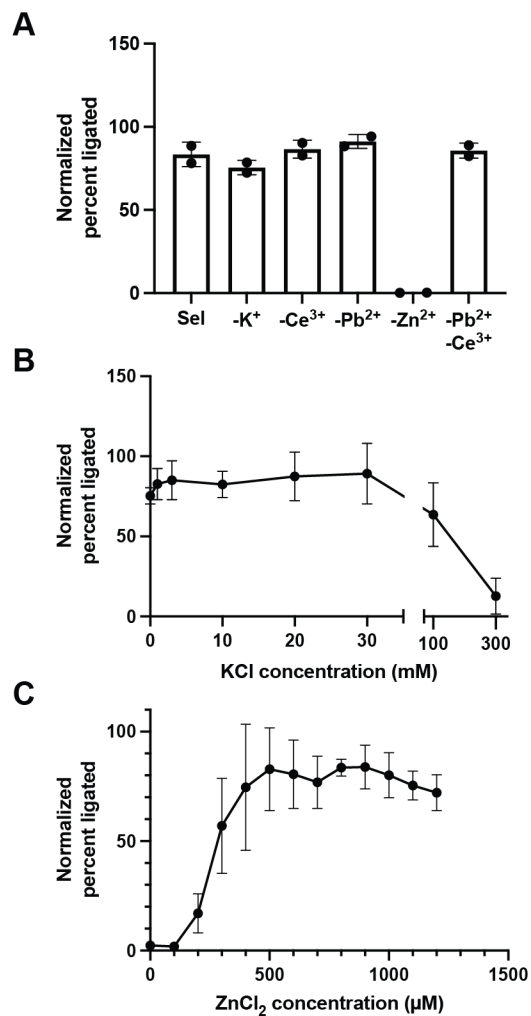 A
150
100
50
0
Normalized
percent ligated
Sel
-K⁺
-Ce³⁺
-Pb²⁺
-Zn²⁺
-Pb²⁺
-Ce³⁺
B
150
100
50
0
Normalized
percent ligated
0 10 20 30 100 300
KCl concentration (mM)
C
100
50
0
Normalized
percent ligated
0 500 1000 1500
ZnCl₂ concentration (µM)